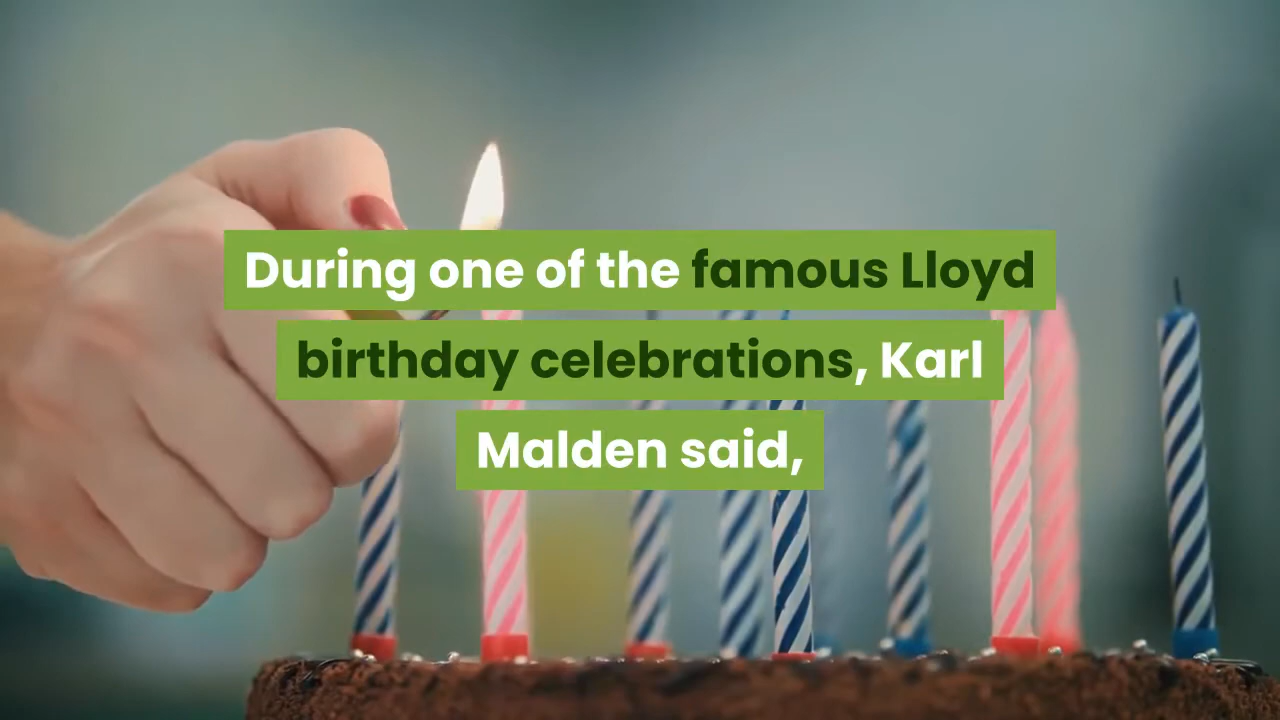 During one of the famous Lloyd
birthday celebrations, Karl
Malden said,